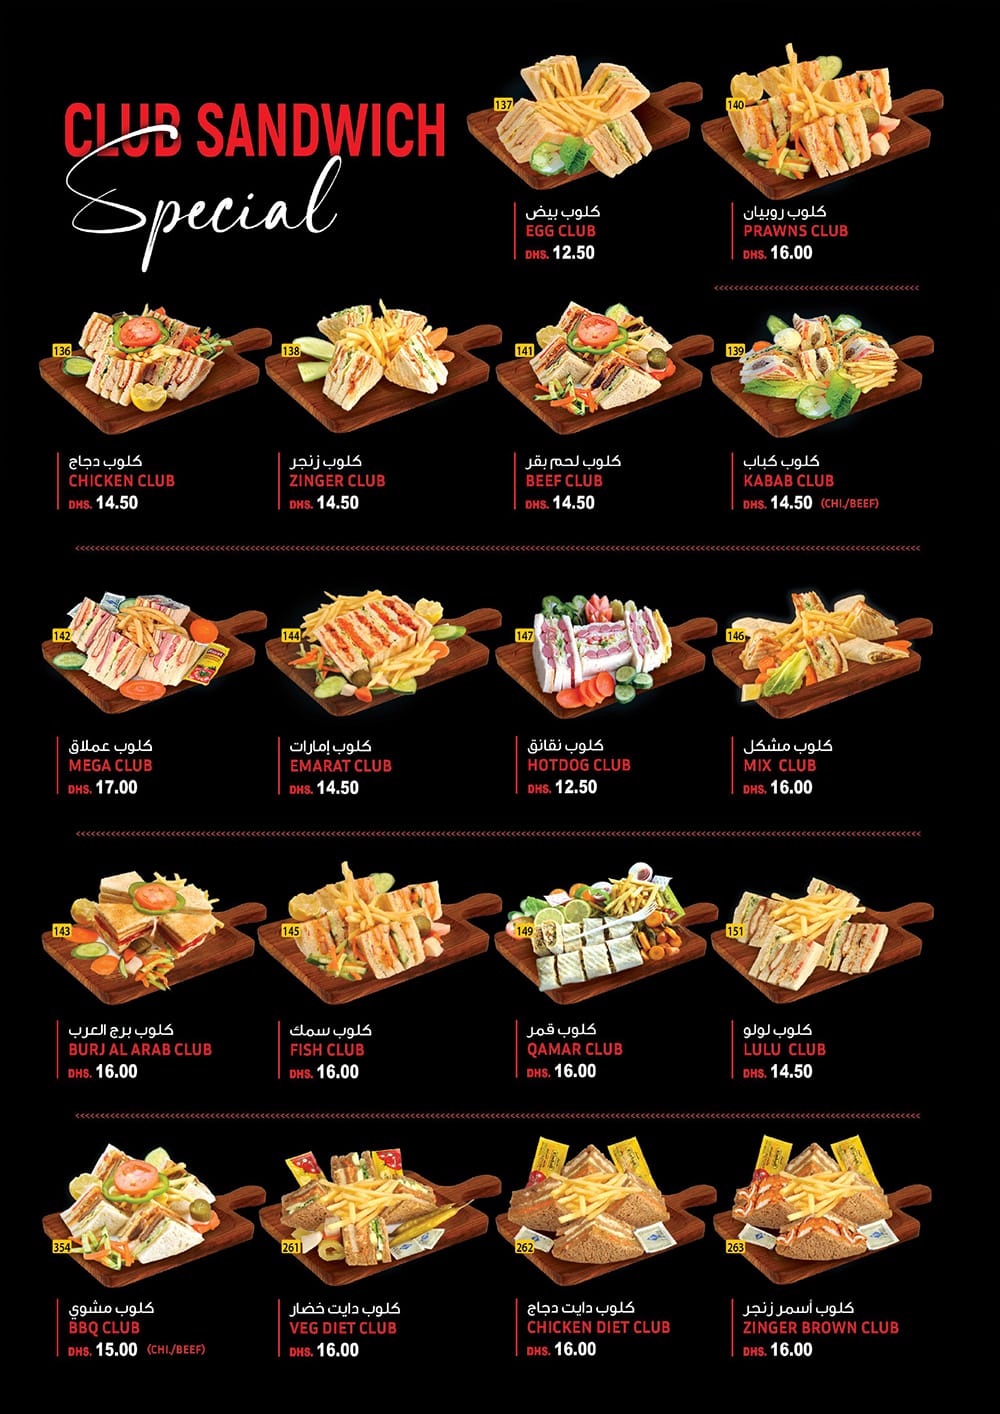 CLUB SANDWICH
Special
137
كلوب بيض
EGG CLUB
DHS. 12.50
140
كلوب روبيان
PRAWNS CLUB
DHS. 16.00
136
كلوب دجاج
CHICKEN CLUB
DHS. 14.50
138
كلوب زنجر
ZINGER CLUB
DHS. 14.50
141
كلوب لحم بقر
BEEF CLUB
DHS. 14.50
139
كلوب كباب
KABAB CLUB
DHS. 14.50 (CHI./BEEF)
142
كلوب عملاق
MEGA CLUB
DHS. 17.00
144
كلوب إمارات
EMARAT CLUB
DHS. 14.50
147
كلوب نقانق
HOTDOG CLUB
DHS. 12.50
146
كلوب مشكل
MIX CLUB
DHS. 16.00
143
كلوب برج العرب
BURJ AL ARAB CLUB
DHS. 16.00
145
كلوب سمك
FISH CLUB
DHS. 16.00
149
كلوب قمر
QAMAR CLUB
DHS. 16.00
151
كلوب لولو
LULU CLUB
DHS. 14.50
354
كلوب مشوي
BBQ CLUB
DHS. 15.00 (CHI./BEEF)
261
كلوب دايت خضار
VEG DIET CLUB
DHS. 16.00
262
كلوب دايت دجاج
CHICKEN DIET CLUB
DHS. 16.00
263
كلوب أسمر زنجر
ZINGER BROWN CLUB
DHS. 16.00